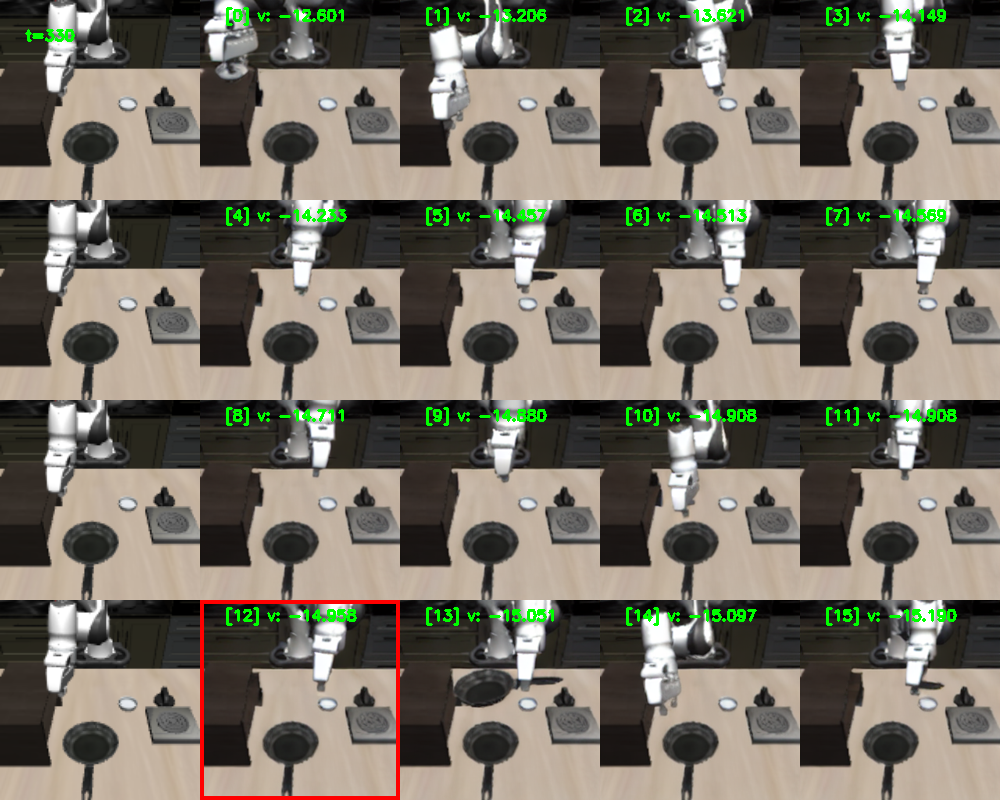 t=330
[0] v: -12.601
[1] v: -13.206
[2] v: -13.621
[3] v: -14.149
[4] v: -14.233
[5] v: -14.457
[6] v: -14.513
[7] v: -14.569
[8] v: -14.711
[9] v: -14.880
[10] v: -14.908
[11] v: -14.908
[12] v: -14.958
[13] v: -15.051
[14] v: -15.097
[15] v: -15.190